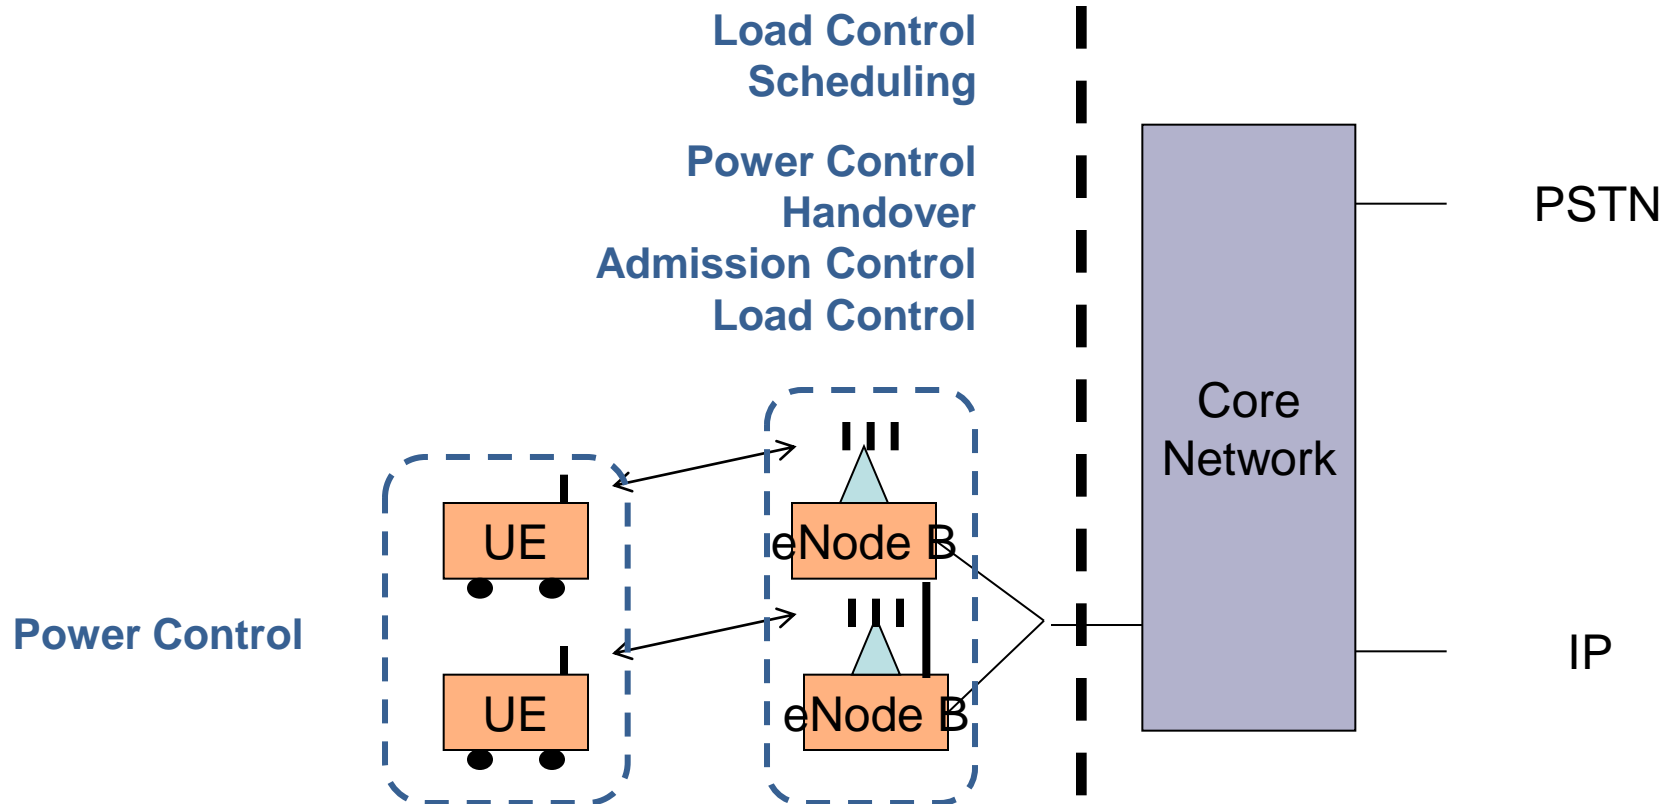 Load Control
Scheduling
Power Control
Handover
Admission Control
Load Control
PSTN
Core
Network
UE
eNode B
Power Control
IP
UE
eNode B